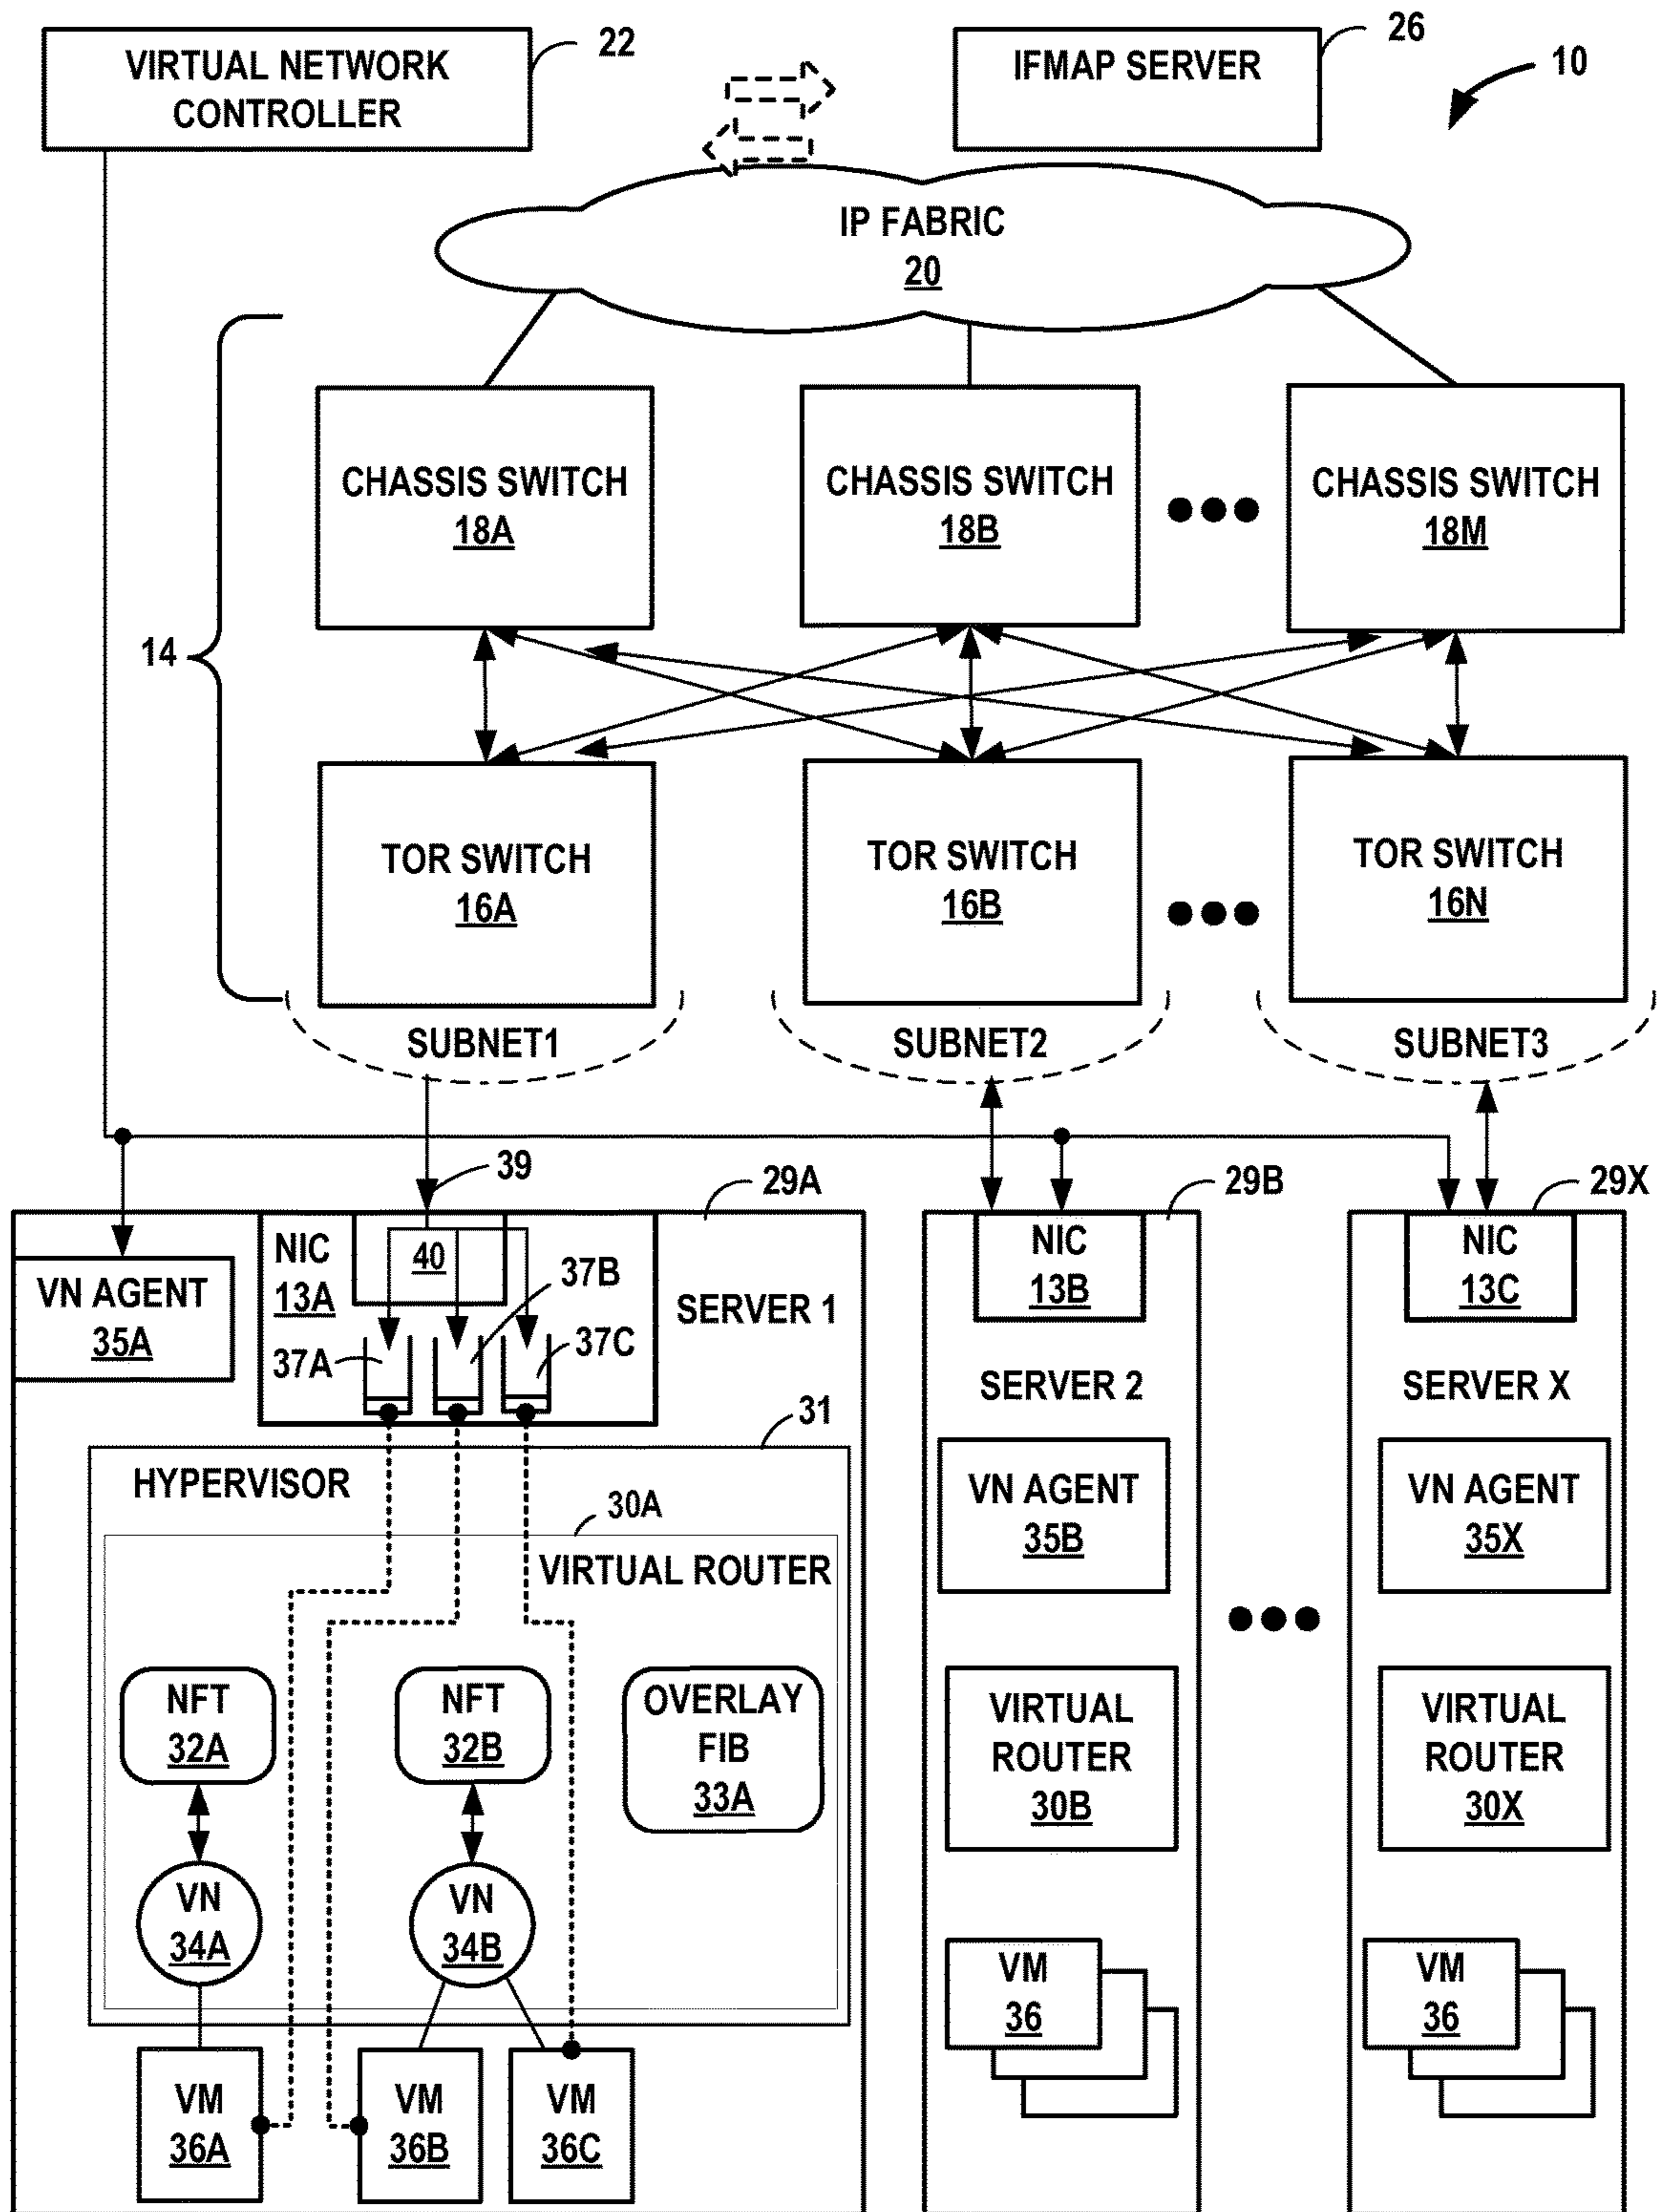 VIRTUAL NETWORK
CONTROLLER
22
IFMAP SERVER
26
10
IP FABRIC
20
14
CHASSIS SWITCH
18A
CHASSIS SWITCH
18B
CHASSIS SWITCH
18M
TOR SWITCH
16A
TOR SWITCH
16B
TOR SWITCH
16N
SUBNET1
SUBNET2
SUBNET3
39
29A
29B
29X
VN AGENT
35A
NIC
13A
40
37A
37B
37C
SERVER 1
31
HYPERVISOR
30A
VIRTUAL ROUTER
NFT
32A
NFT
32B
OVERLAY
FIB
33A
VN
34A
VN
34B
VM
36A
VM
36B
VM
36C
NIC
13B
SERVER 2
VN AGENT
35B
VIRTUAL
ROUTER
30B
VM
36
NIC
13C
SERVER X
VN AGENT
35X
VIRTUAL
ROUTER
30X
VM
36